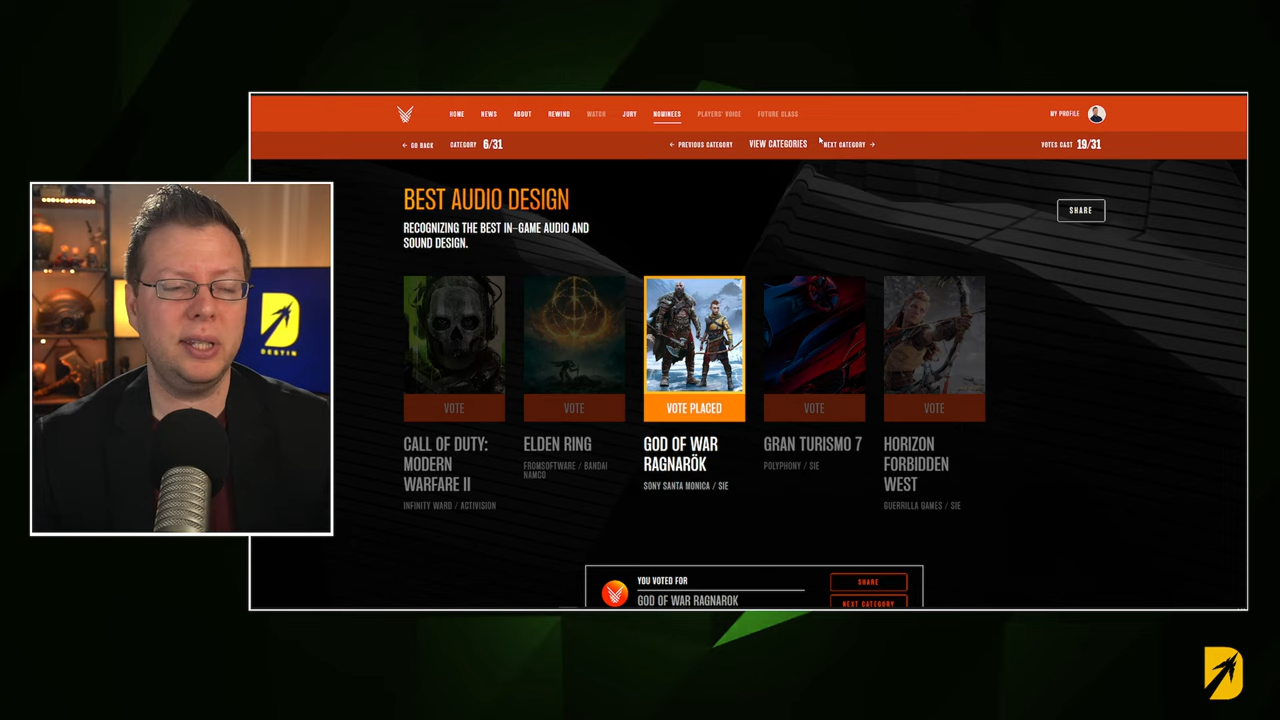 HOME NEWS ABOUT REWIND WATCH JURY NOMINEES PLAYERS' VOICE FUTURE CLASS MY PROFILE
← GO BACK CATEGORY 6/31 ← PREVIOUS CATEGORY VIEW CATEGORIES NEXT CATEGORY → VOTES CAST 19/31
BEST AUDIO DESIGN
RECOGNIZING THE BEST IN-GAME AUDIO AND
SOUND DESIGN.
SHARE
VOTE
CALL OF DUTY:
MODERN
WARFARE II
INFINITY WARD / ACTIVISION
VOTE
ELDEN RING
FROMSOFTWARE / BANDAI
NAMCO
VOTE PLACED
GOD OF WAR
RAGNARÖK
SONY SANTA MONICA / SIE
VOTE
GRAN TURISMO 7
POLYPHONY / SIE
VOTE
HORIZON
FORBIDDEN
WEST
GUERRILLA GAMES / SIE
YOU VOTED FOR
GOD OF WAR RAGNAROK
SHARE
NEXT CATEGORY
D
DESTIN
D